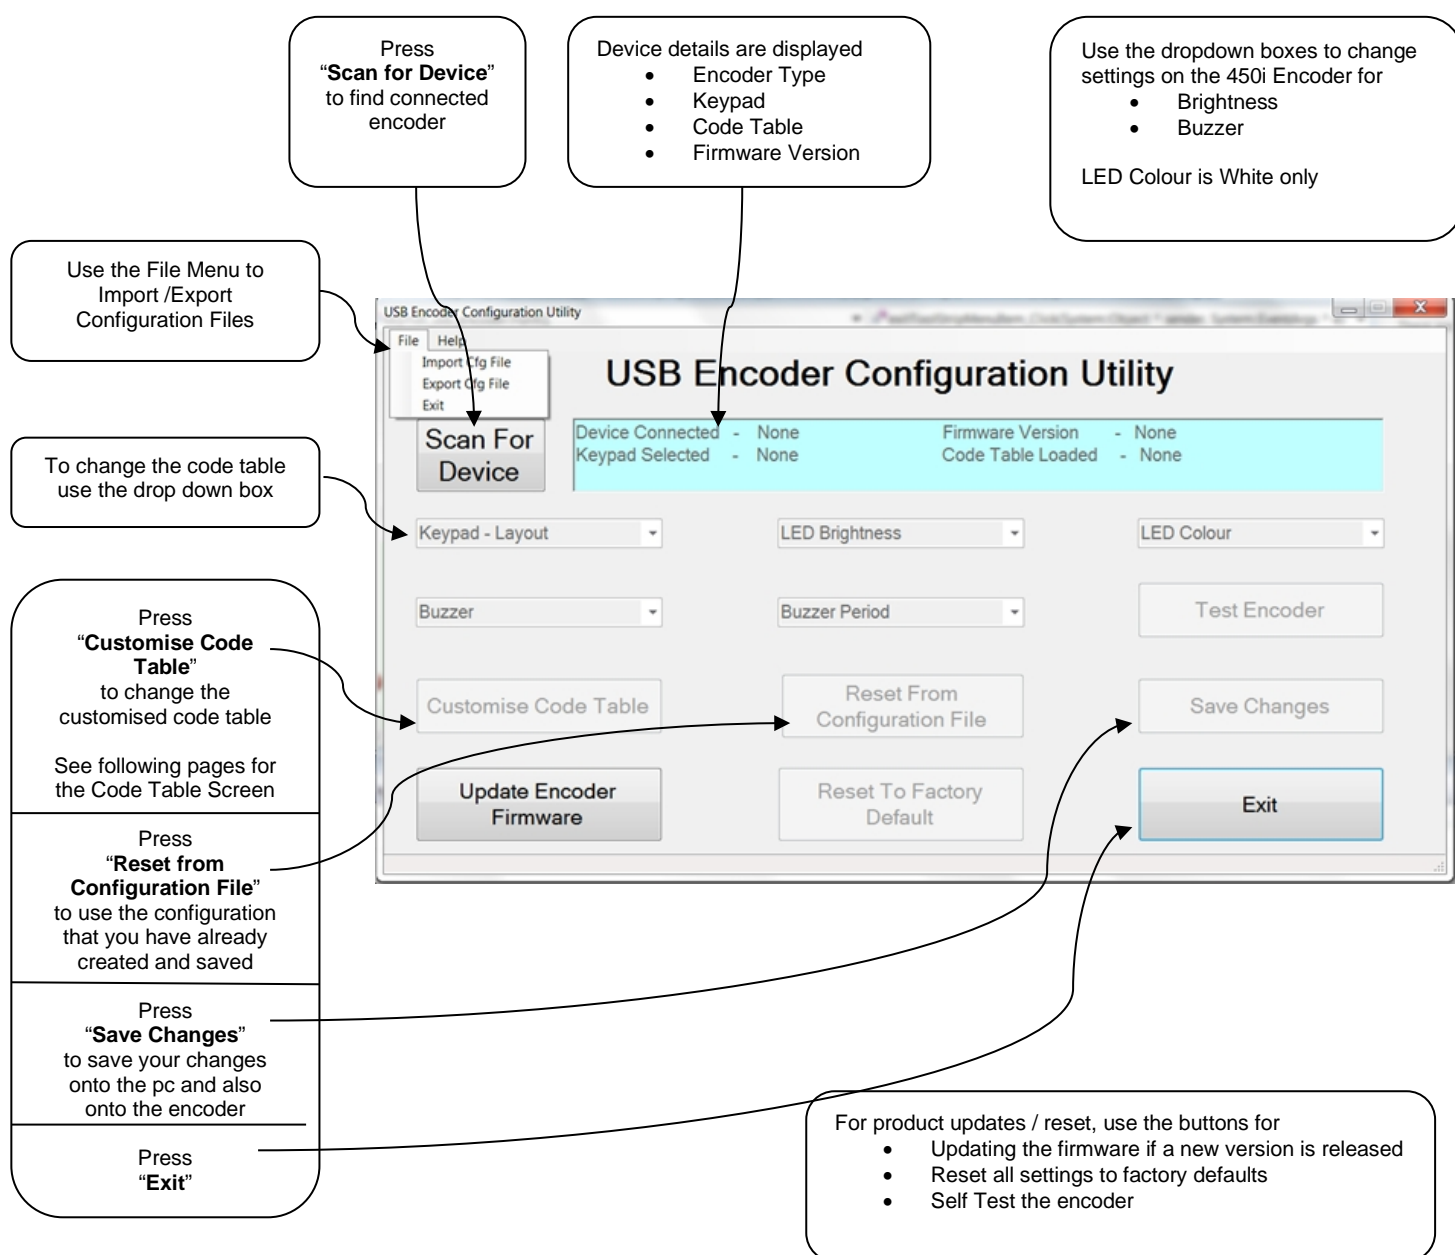 Press
“Scan for Device”
to find connected
encoder
Device details are displayed
• Encoder Type
• Keypad
• Code Table
• Firmware Version
Use the dropdown boxes to change
settings on the 450i Encoder for
• Brightness
• Buzzer
LED Colour is White only
Use the File Menu to
Import /Export
Configuration Files
To change the code table
use the drop down box
Press
“Customise Code
Table”
to change the
customised code table
See following pages for
the Code Table Screen
Press
“Reset from
Configuration File”
to use the configuration
that you have already
created and saved
Press
“Save Changes”
to save your changes
onto the pc and also
onto the encoder
Press
“Exit”
USB Encoder Configuration Utility
File Help
Import Cfg File
Export Cfg File
Exit
USB Encoder Configuration Utility
Scan For
Device
Device Connected - None Firmware Version - None
Keypad Selected - None Code Table Loaded - None
Keypad - Layout LED Brightness LED Colour
Buzzer Buzzer Period Test Encoder
Customise Code Table Reset From
Configuration File Save Changes
Update Encoder
Firmware Reset To Factory
Default Exit
For product updates / reset, use the buttons for
• Updating the firmware if a new version is released
• Reset all settings to factory defaults
• Self Test the encoder